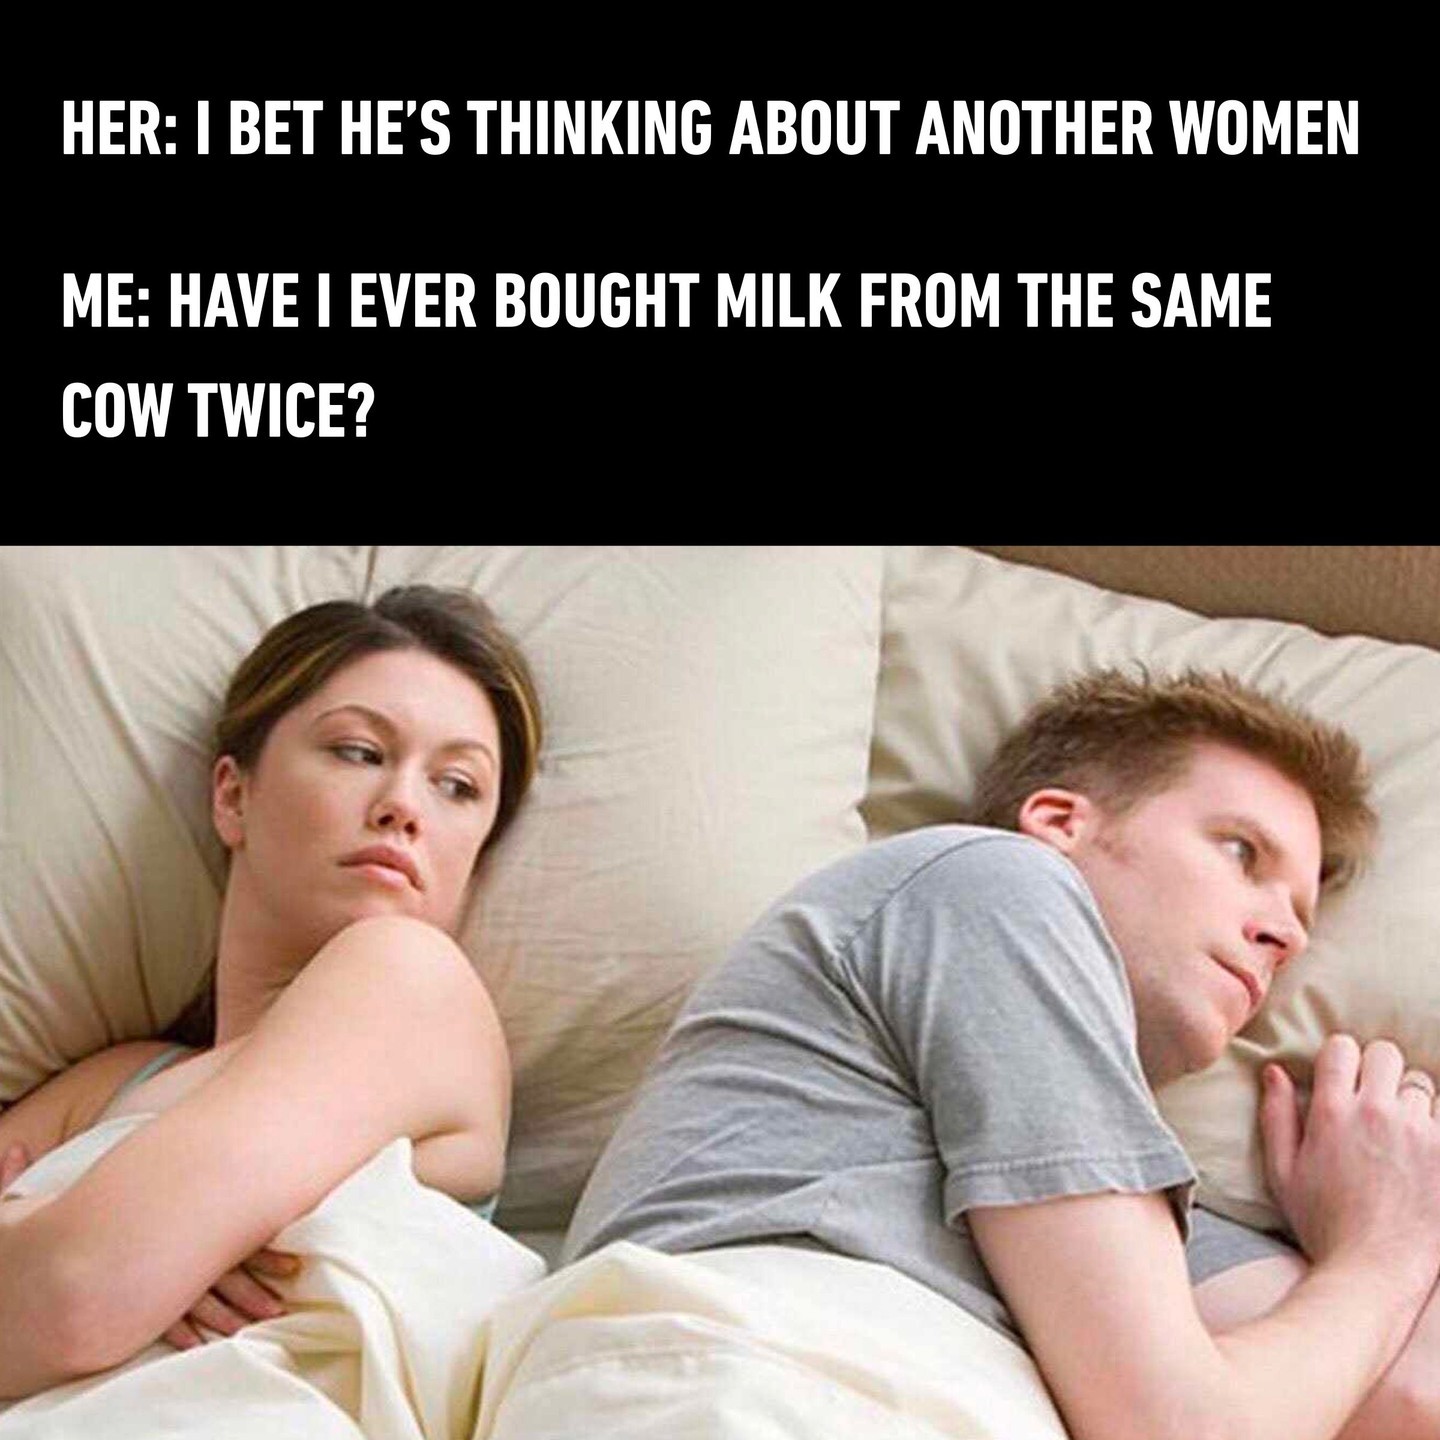 HER: I BET HE'S THINKING ABOUT ANOTHER WOMEN
ME: HAVE I EVER BOUGHT MILK FROM THE SAME
COW TWICE?